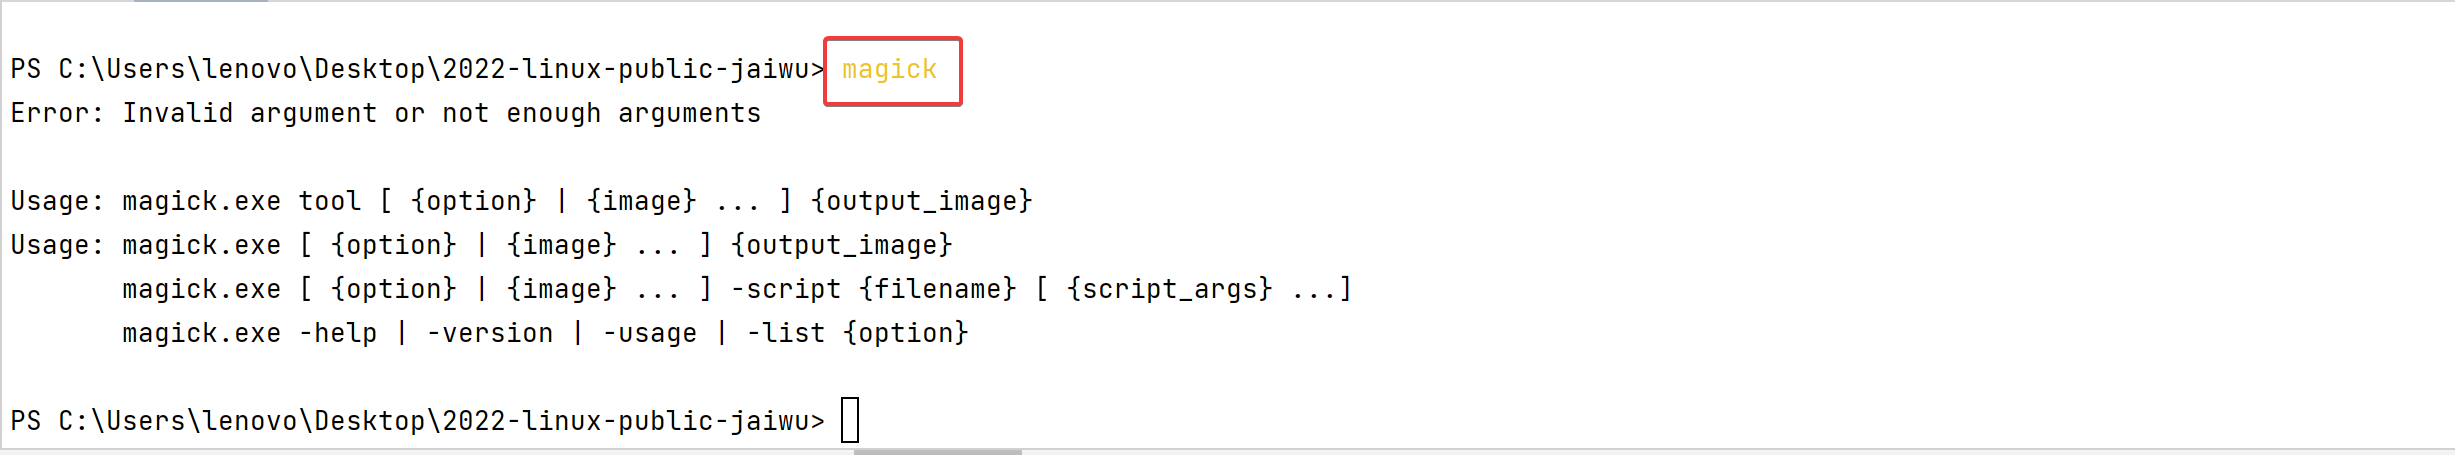 PS C:\Users\lenovo\Desktop\2022-linux-public-jaiwu> magick
Error: Invalid argument or not enough arguments
Usage: magick.exe tool [ {option} | {image} ... ] {output_image}
Usage: magick.exe [ {option} | {image} ... ] {output_image}
magick.exe [ {option} | {image} ... ] -script {filename} [ {script_args} ...]
magick.exe -help | -version | -usage | -list {option}
PS C:\Users\lenovo\Desktop\2022-linux-public-jaiwu>